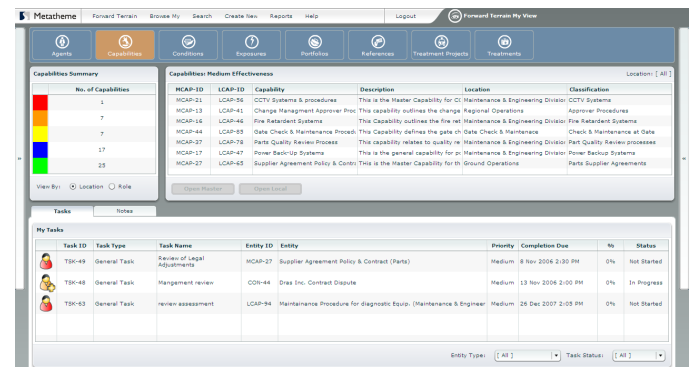 Metatheme Forward Terrain Browse My Search Create New Reports Help Logout Forward Terrain My View
Agents Capabilities Conditions Exposures Portfolios References Treatment Projects Treatments
Capabilities Summary
No. of Capabilities
1
7
7
17
25
View By: Location Role
Capabilities: Medium Effectiveness Location: [ All ]
MCAP-ID LCAP-ID Capability Description Location Classification
MCAP-21 LCAP-56 CCTV Systems & procedures This is the Master Capability for CC Maintenance & Engineering Division CCTV Systems
MCAP-13 LCAP-41 Change Managment Approver Proc This capability outlines the change Regional Operations Approver Procedures
MCAP-16 LCAP-46 Fire Retardent Systems This Capability outlines the fire ret Maintenance & Engineering Division Fire Retardent Systems
MCAP-44 LCAP-83 Gate Check & Maintenance Procedu This Capability defines the gate ch Gate Check & Maintenace Check & Maintenance at Gate
MCAP-27 LCAP-78 Parts Quality Review Process This capability relates to quality re Maintenance & Engineering Division Parts Quality Review processes
MCAP-17 LCAP-47 Power Back-Up Systems This is the general capability for pc Maintenance & Engineering Division Power Backup Systems
MCAP-27 LCAP-65 Supplier Agreement Policy & Contra THis is the Master Capability for th Ground Operations Parts Supplier Agreements
Open Master Open Local
Tasks Notes
My Tasks
Task ID Task Type Task Name Entity ID Entity Priority Completion Due % Status
TSK-49 General Task Review of Legal Adjustments MCAP-27 Supplier Agreement Policy & Contract (Parts) Medium 8 Nov 2006 2:30 PM 0% Not Started
TSK-48 General Task Mangament review CON-44 Dras Inc. Contract Dispute Medium 13 Nov 2006 2:00 PM 0% In Progress
TSK-63 General Task review assessment LCAP-94 Maintainance Procedure for diagnostic Equip. (Maintenance & Engineer Medium 26 Dec 2007 2:05 PM 0% Not Started
Entity Type: [ All ] Task Status: [ All ]